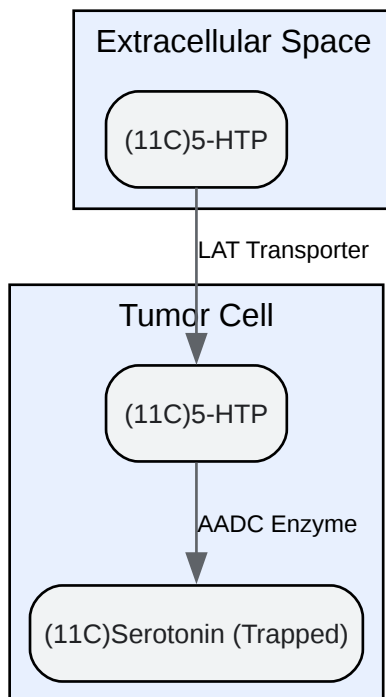 Extracellular Space
(11C)5-HTP
LAT Transporter
Tumor Cell
(11C)5-HTP
AADC Enzyme
(11C)Serotonin (Trapped)